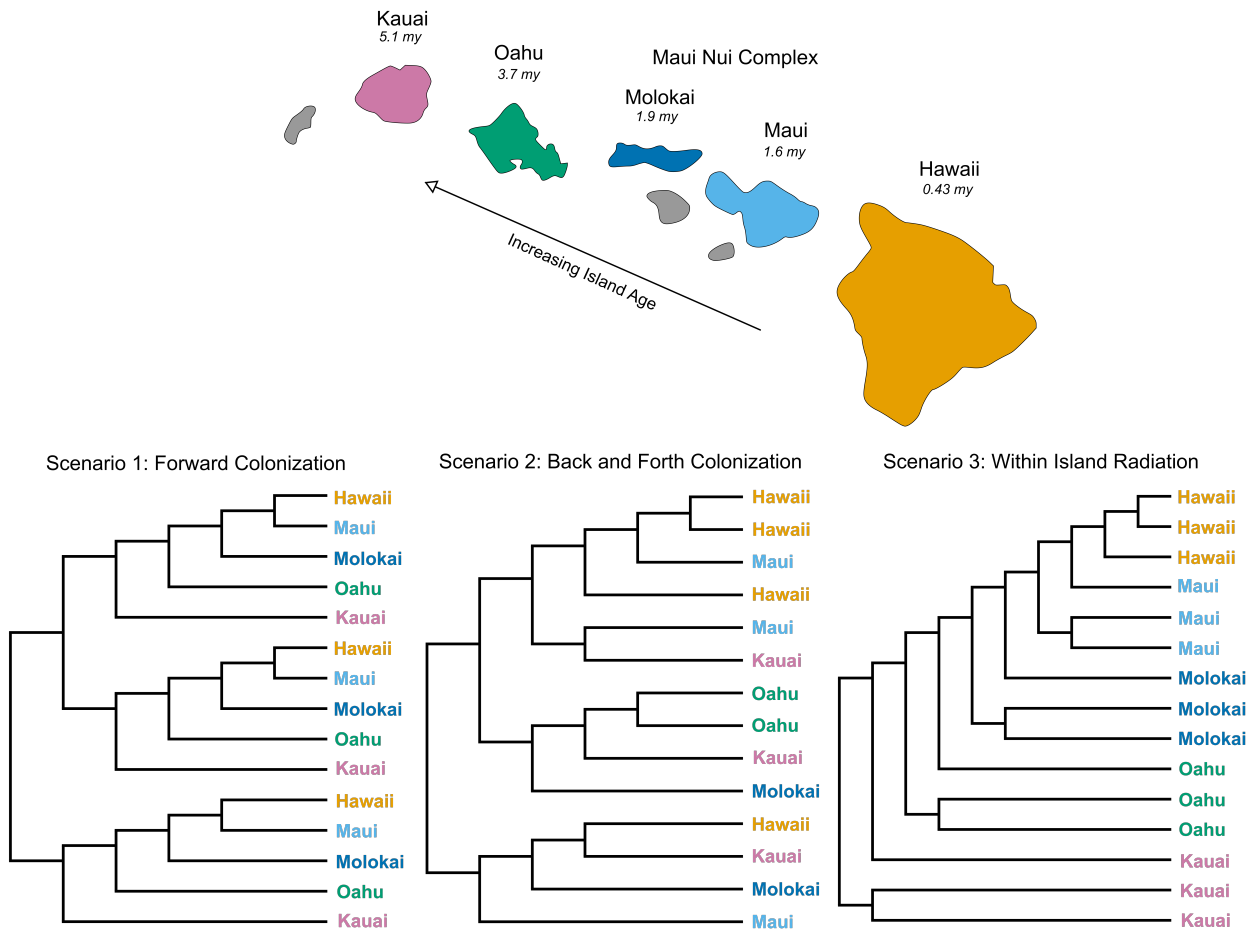 Kauai
5.1 my
Oahu
3.7 my
Maui Nui Complex
Molokai
1.9 my
Maui
1.6 my
Hawaii
0.43 my
Increasing Island Age
Scenario 1: Forward Colonization
Hawaii
Maui
Molokai
Oahu
Kauai
Hawaii
Maui
Molokai
Oahu
Kauai
Hawaii
Maui
Molokai
Oahu
Kauai
Scenario 2: Back and Forth Colonization
Hawaii
Hawaii
Maui
Hawaii
Maui
Kauai
Oahu
Oahu
Kauai
Molokai
Hawaii
Kauai
Molokai
Maui
Scenario 3: Within Island Radiation
Hawaii
Hawaii
Hawaii
Maui
Maui
Maui
Molokai
Molokai
Molokai
Oahu
Oahu
Oahu
Kauai
Kauai
Kauai